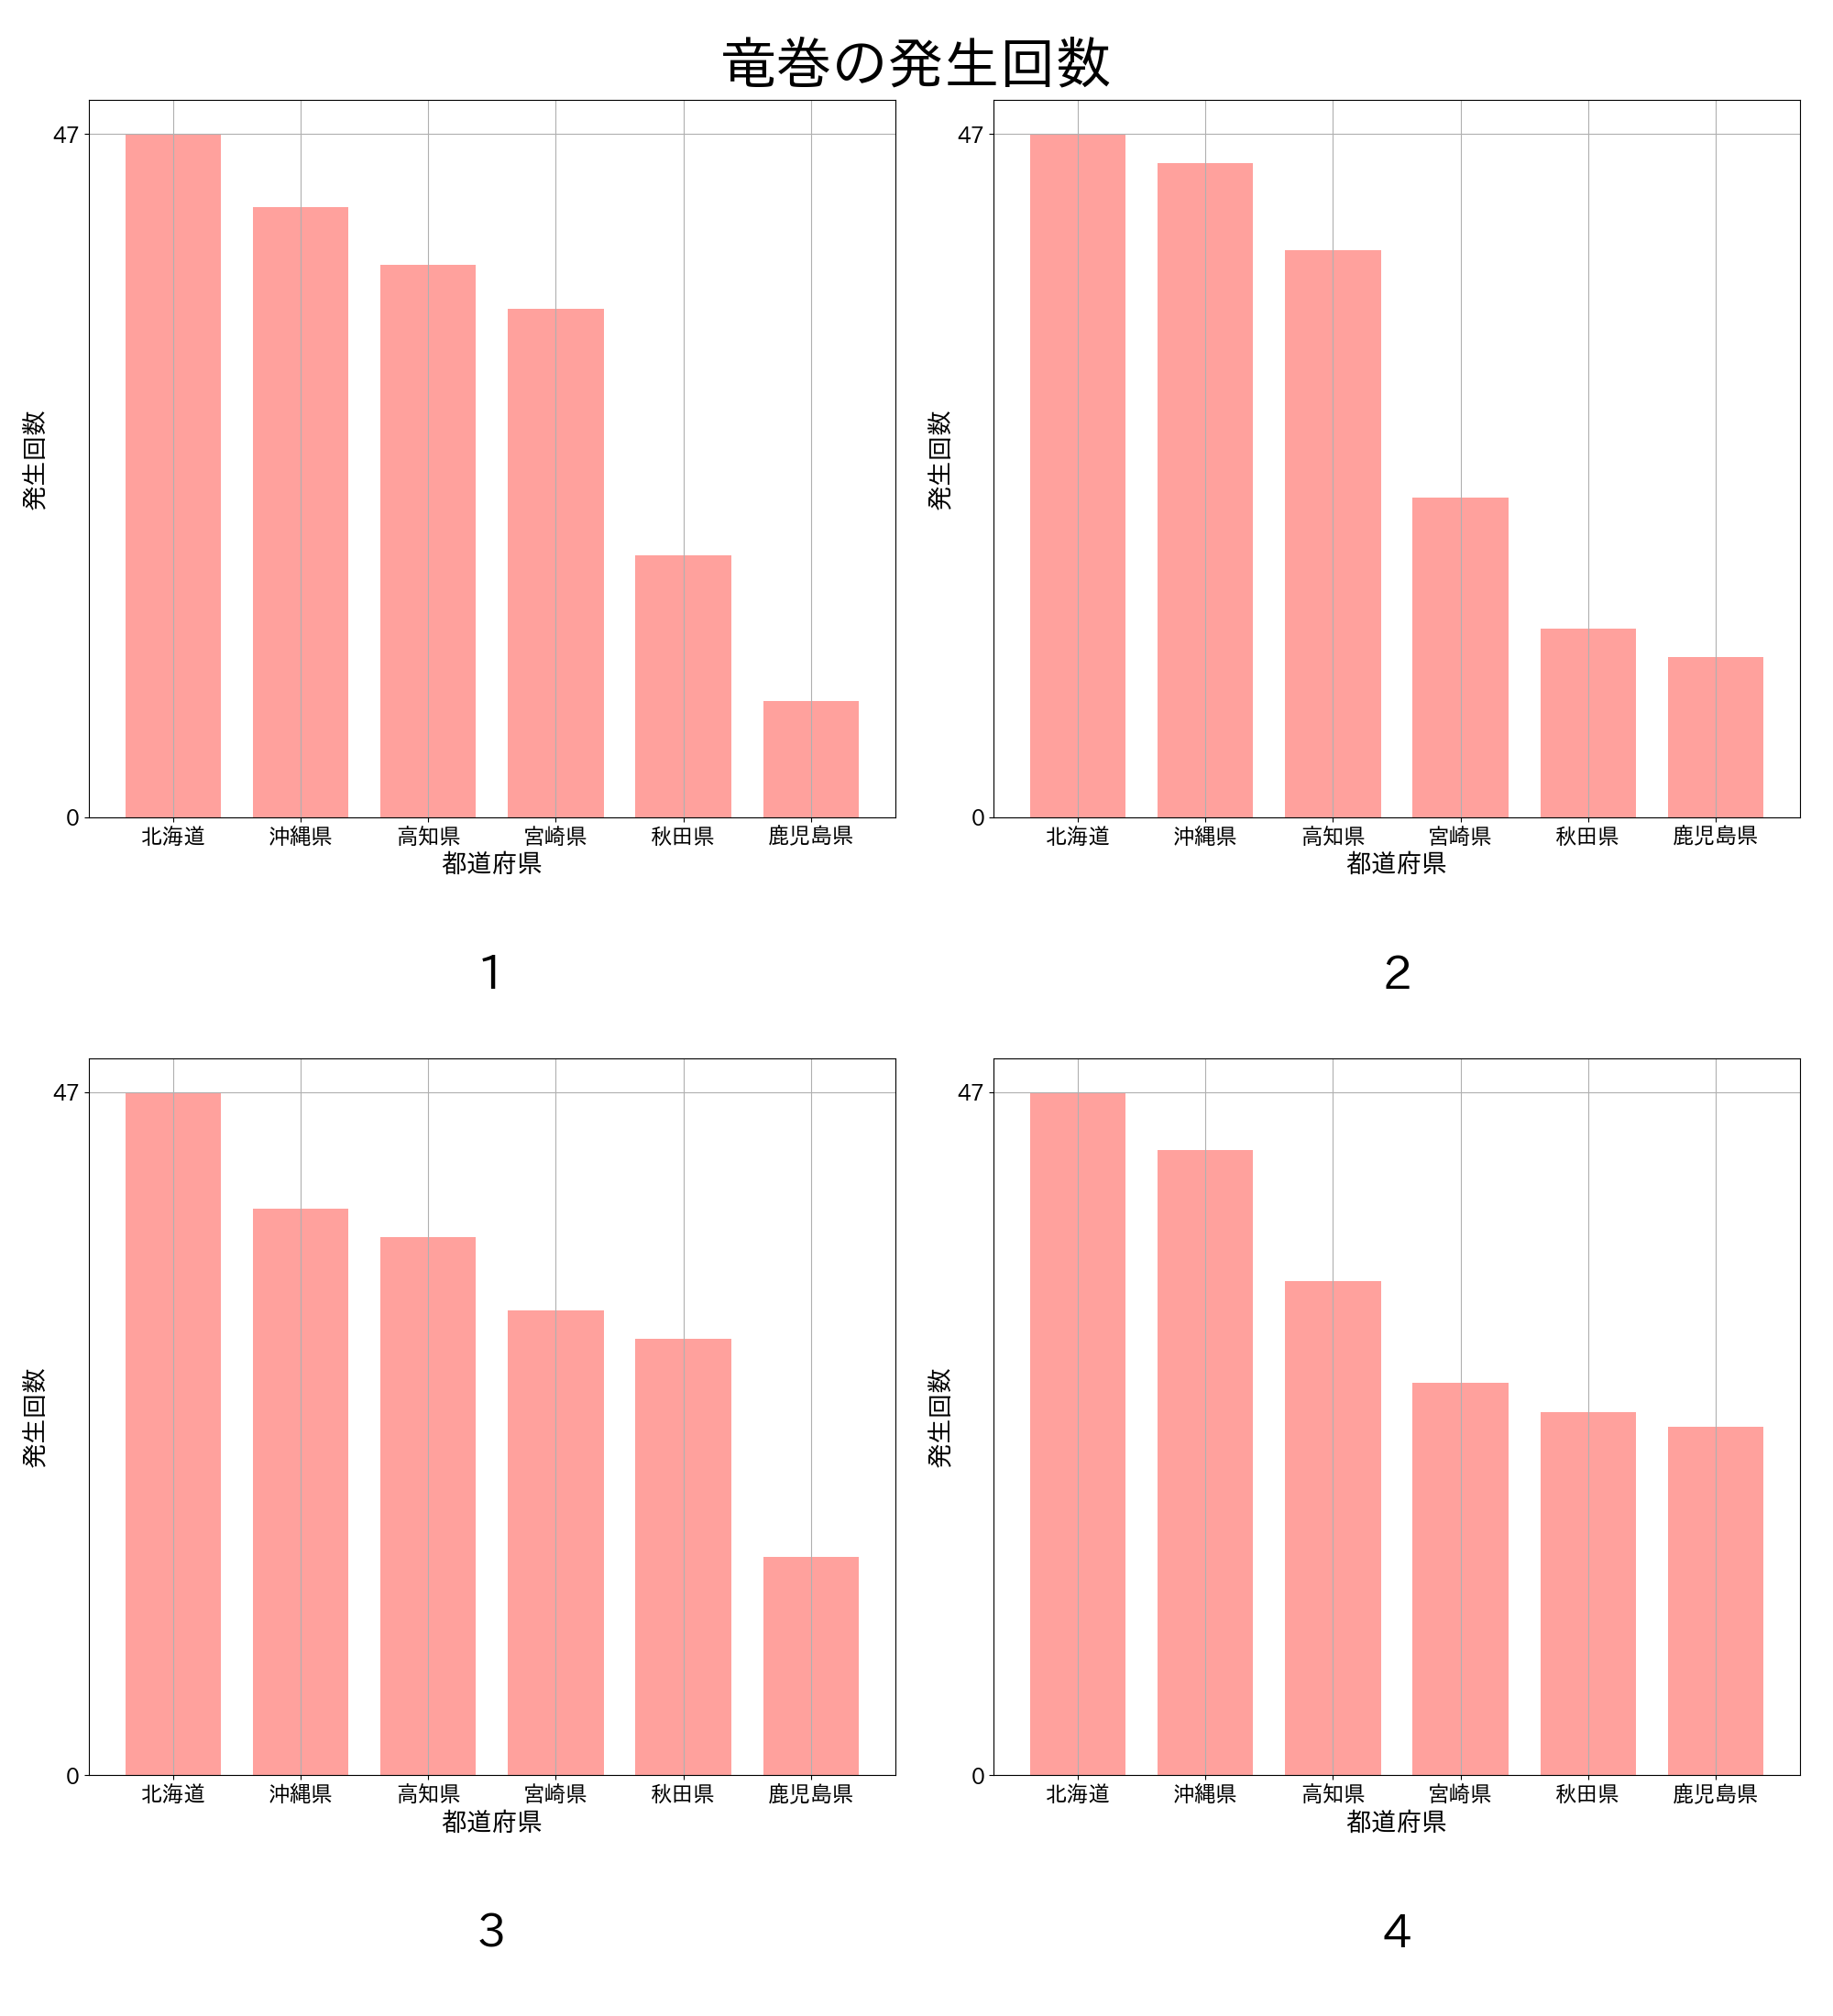 竜巻の発生回数
47
0
発生回数
北海道 沖縄県 高知県 宮崎県 秋田県 鹿児島県
都道府県
1
47
0
発生回数
北海道 沖縄県 高知県 宮崎県 秋田県 鹿児島県
都道府県
2
47
0
発生回数
北海道 沖縄県 高知県 宮崎県 秋田県 鹿児島県
都道府県
3
47
0
発生回数
北海道 沖縄県 高知県 宮崎県 秋田県 鹿児島県
都道府県
4